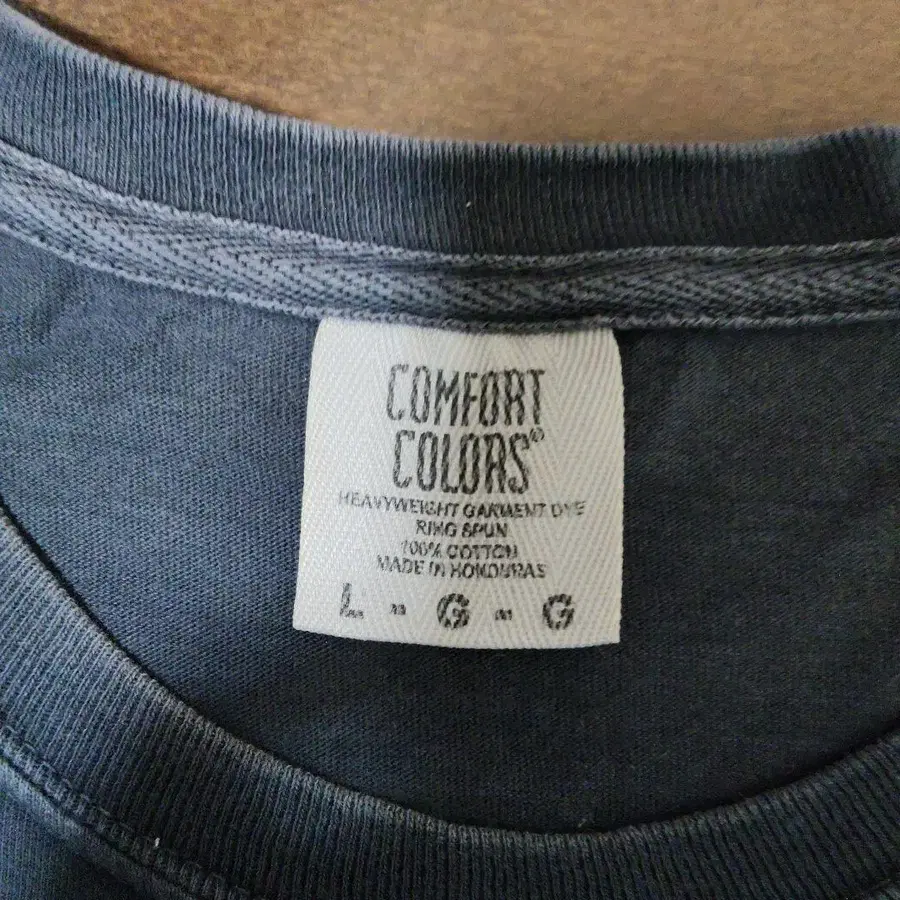 COMFORT
COLORS®
HEAVYWEIGHT GARMENT DYE
RING SPUN
100% COTTON
MADE IN HONDURAS
L - G - G